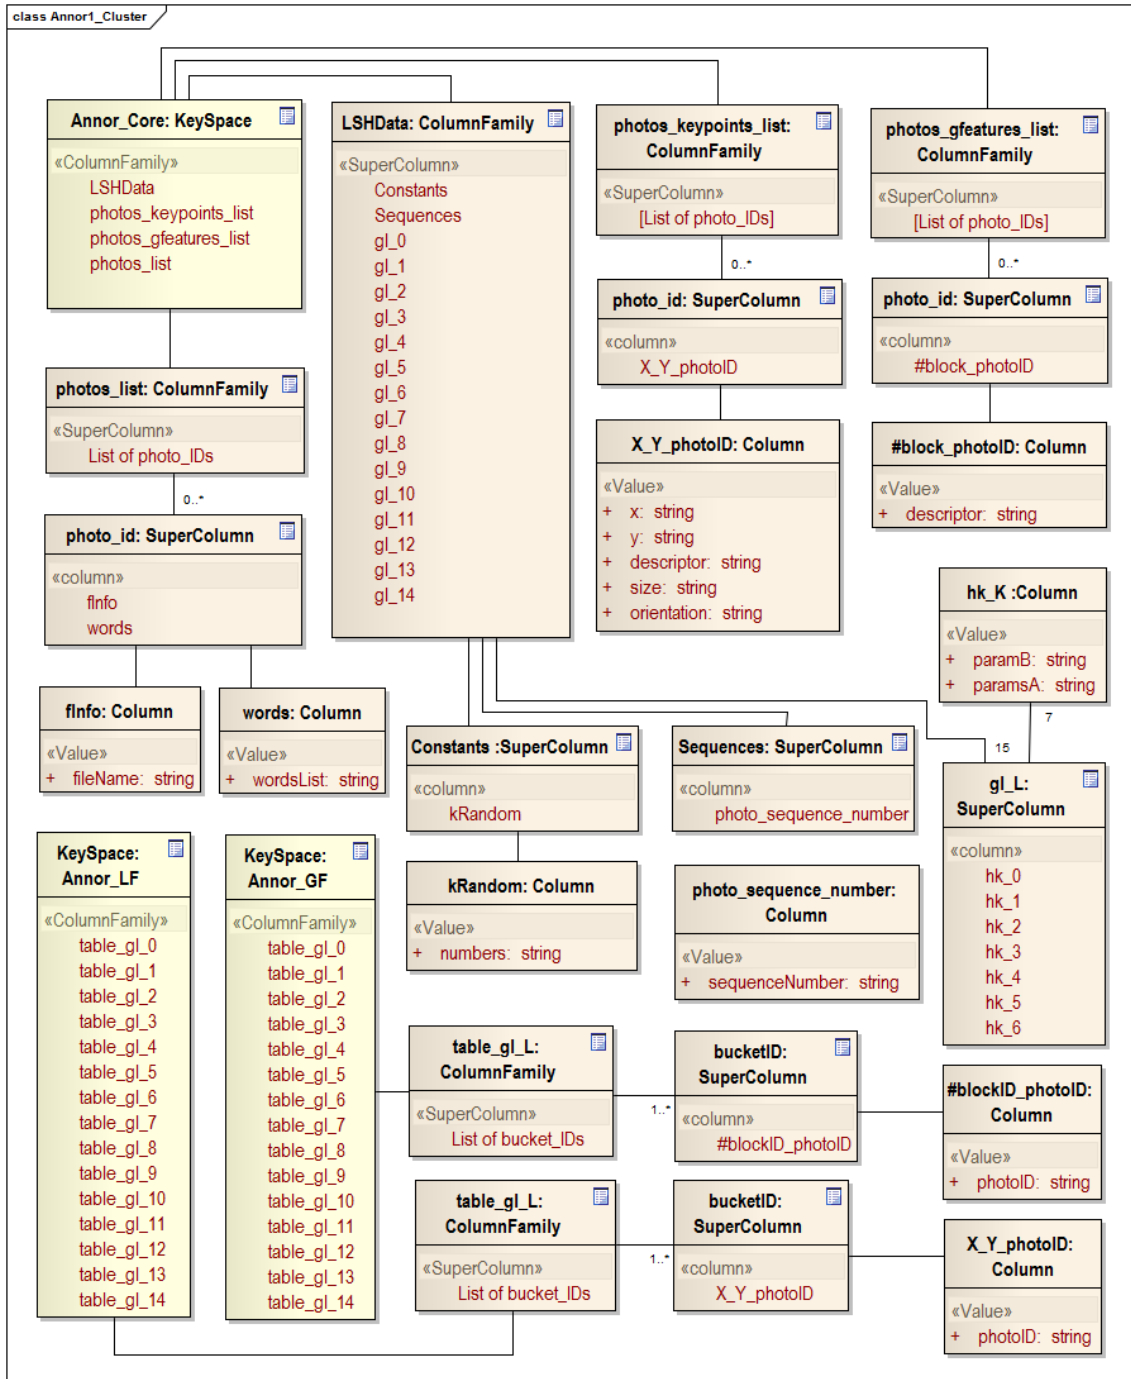 class Annor1_Cluster
Annor_Core: KeySpace
«ColumnFamily»
LSHData
photos_keypoints_list
photos_gfeatures_list
photos_list
LSHData: ColumnFamily
«SuperColumn»
Constants
Sequences
gl_0
gl_1
gl_2
gl_3
gl_4
gl_5
gl_6
gl_7
gl_8
gl_9
gl_10
gl_11
gl_12
gl_13
gl_14
photos_keypoints_list:
ColumnFamily
«SuperColumn»
[List of photo_IDs]
0..*
photos_gfeatures_list:
ColumnFamily
«SuperColumn»
[List of photo_IDs]
0..*
photo_id: SuperColumn
«column»
X_Y_photoID
photo_id: SuperColumn
«column»
#block_photoID
photos_list: ColumnFamily
«SuperColumn»
List of photo_IDs
0..*
X_Y_photoID: Column
«Value»
+ x: string
+ y: string
+ descriptor: string
+ size: string
+ orientation: string
#block_photoID: Column
«Value»
+ descriptor: string
photo_id: SuperColumn
«column»
fInfo
words
hk_K :Column
«Value»
+ paramB: string
+ paramsA: string
7
15
fInfo: Column
«Value»
+ fileName: string
words: Column
«Value»
+ wordsList: string
Constants :SuperColumn
«column»
kRandom
Sequences: SuperColumn
«column»
photo_sequence_number
gl_L:
SuperColumn
«column»
hk_0
hk_1
hk_2
hk_3
hk_4
hk_5
hk_6
KeySpace:
Annor_LF
«ColumnFamily»
table_gl_0
table_gl_1
table_gl_2
table_gl_3
table_gl_4
table_gl_5
table_gl_6
table_gl_7
table_gl_8
table_gl_9
table_gl_10
table_gl_11
table_gl_12
table_gl_13
table_gl_14
KeySpace:
Annor_GF
«ColumnFamily»
table_gl_0
table_gl_1
table_gl_2
table_gl_3
table_gl_4
table_gl_5
table_gl_6
table_gl_7
table_gl_8
table_gl_9
table_gl_10
table_gl_11
table_gl_12
table_gl_13
table_gl_14
kRandom: Column
«Value»
+ numbers: string
photo_sequence_number:
Column
«Value»
+ sequenceNumber: string
table_gl_L:
ColumnFamily
«SuperColumn»
List of bucket_IDs
1..*
bucketID:
SuperColumn
«column»
#blockID_photoID
#blockID_photoID:
Column
«Value»
+ photoID: string
table_gl_L:
ColumnFamily
«SuperColumn»
List of bucket_IDs
1..*
bucketID:
SuperColumn
«column»
X_Y_photoID
X_Y_photoID:
Column
«Value»
+ photoID: string